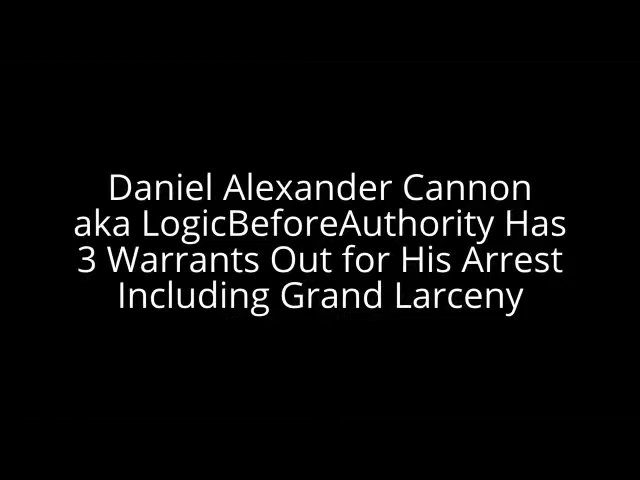 Daniel Alexander Cannon
aka LogicBeforeAuthority Has
3 Warrants Out for His Arrest
Including Grand Larceny